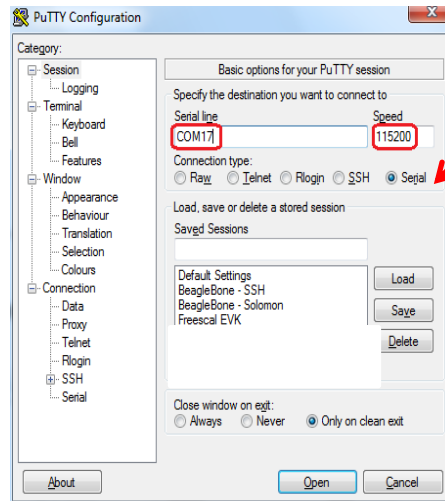 PuTTY Configuration
Category:
Session
Logging
Terminal
Keyboard
Bell
Features
Window
Appearance
Behaviour
Translation
Selection
Colours
Connection
Data
Proxy
Telnet
Rlogin
SSH
Serial
Basic options for your PuTTY session
Specify the destination you want to connect to
Serial line Speed
COM17 115200
Connection type:
Raw Telnet Rlogin SSH Serial
Load, save or delete a stored session
Saved Sessions
Default Settings
BeagleBone - SSH
BeagleBone - Solomon
Freescal EVK
Load
Save
Delete
Close window on exit:
Always Never Only on clean exit
About Open Cancel